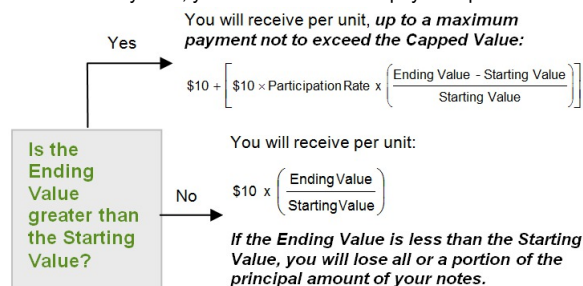 You will receive per unit, up to a maximum
payment not to exceed the Capped Value:
Yes
$10 + [ $10 × Participation Rate x ( Ending Value - Starting Value / Starting Value ) ]
Is the
Ending
Value
greater than
the Starting
Value?
No
You will receive per unit:
$10 x ( Ending Value / Starting Value )
If the Ending Value is less than the Starting
Value, you will lose all or a portion of the
principal amount of your notes.